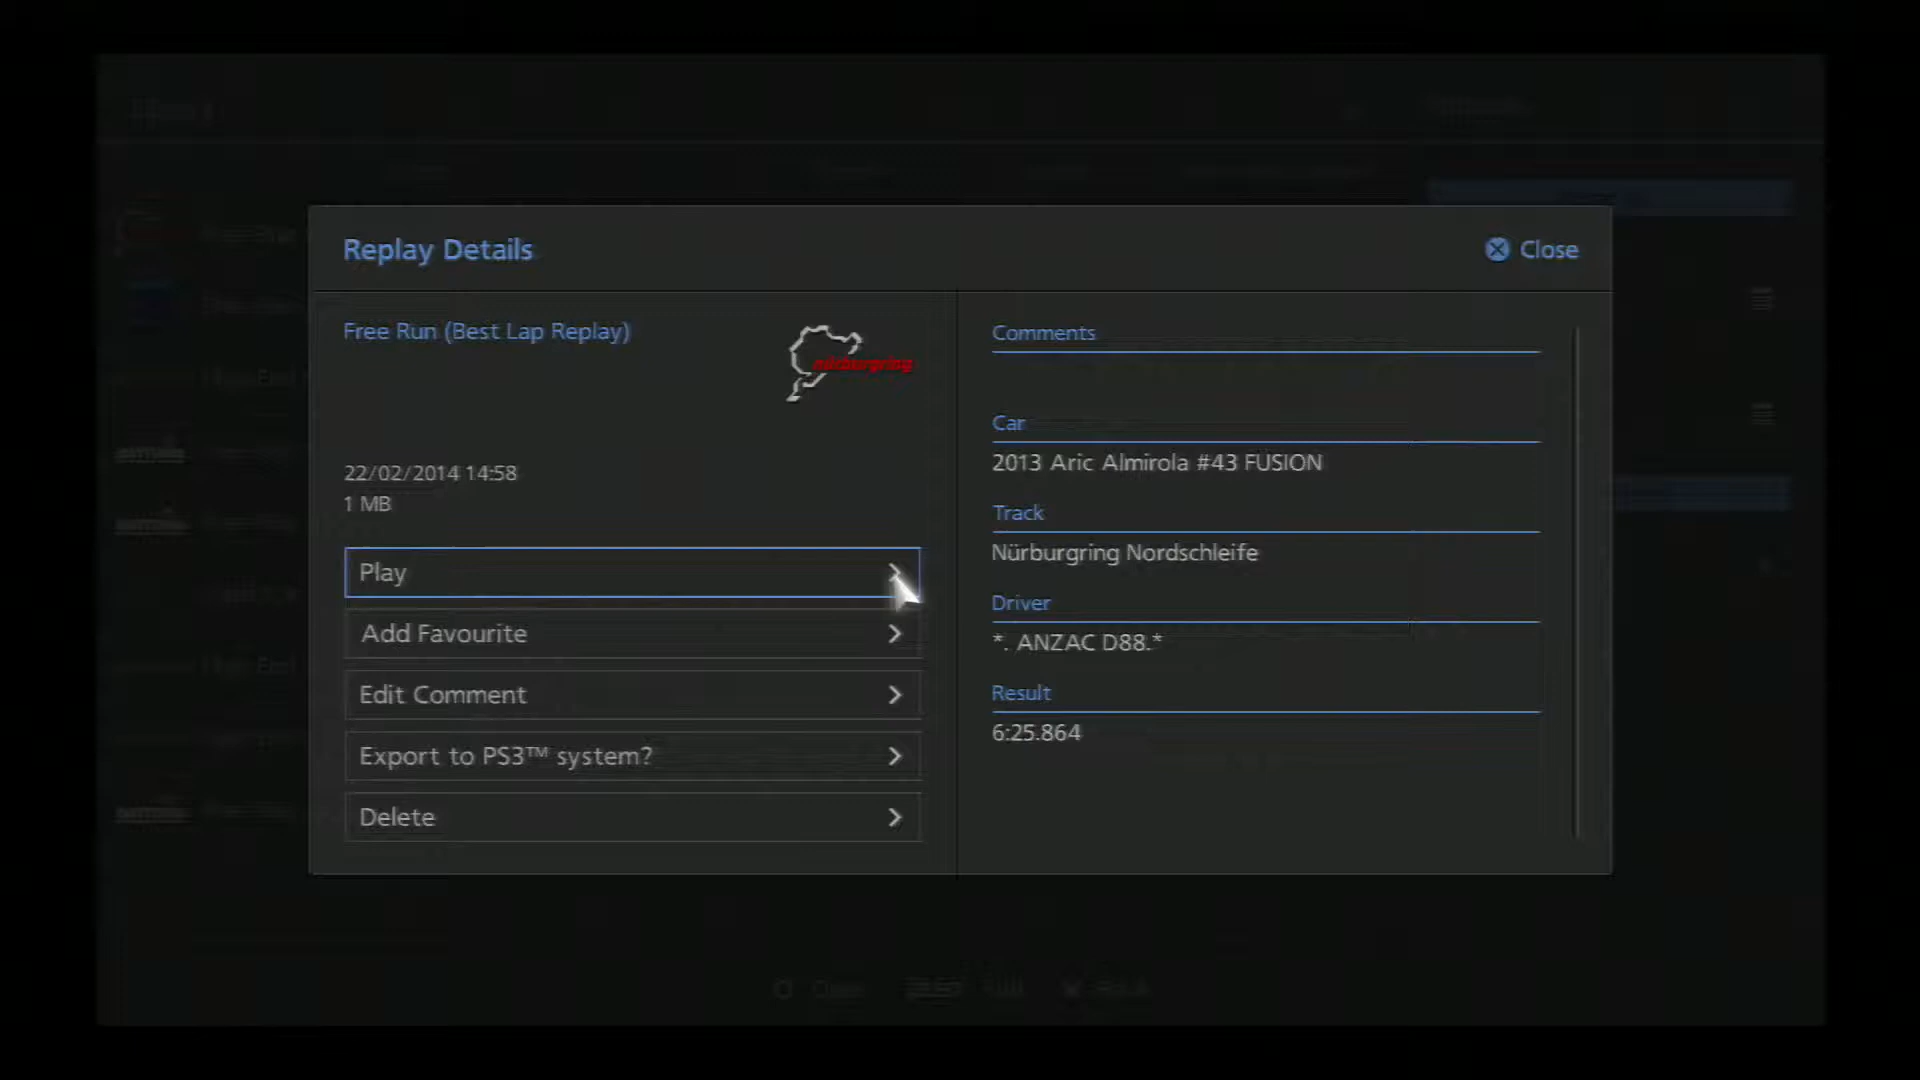 Replay Details
Close
Free Run (Best Lap Replay)
nürburgring
22/02/2014 14:58
1 MB
Play
Add Favourite
Edit Comment
Export to PS3™ system?
Delete
Comments
Car
2013 Aric Almirola #43 FUSION
Track
Nürburgring Nordschleife
Driver
*. ANZAC D88.*
Result
6:25.864